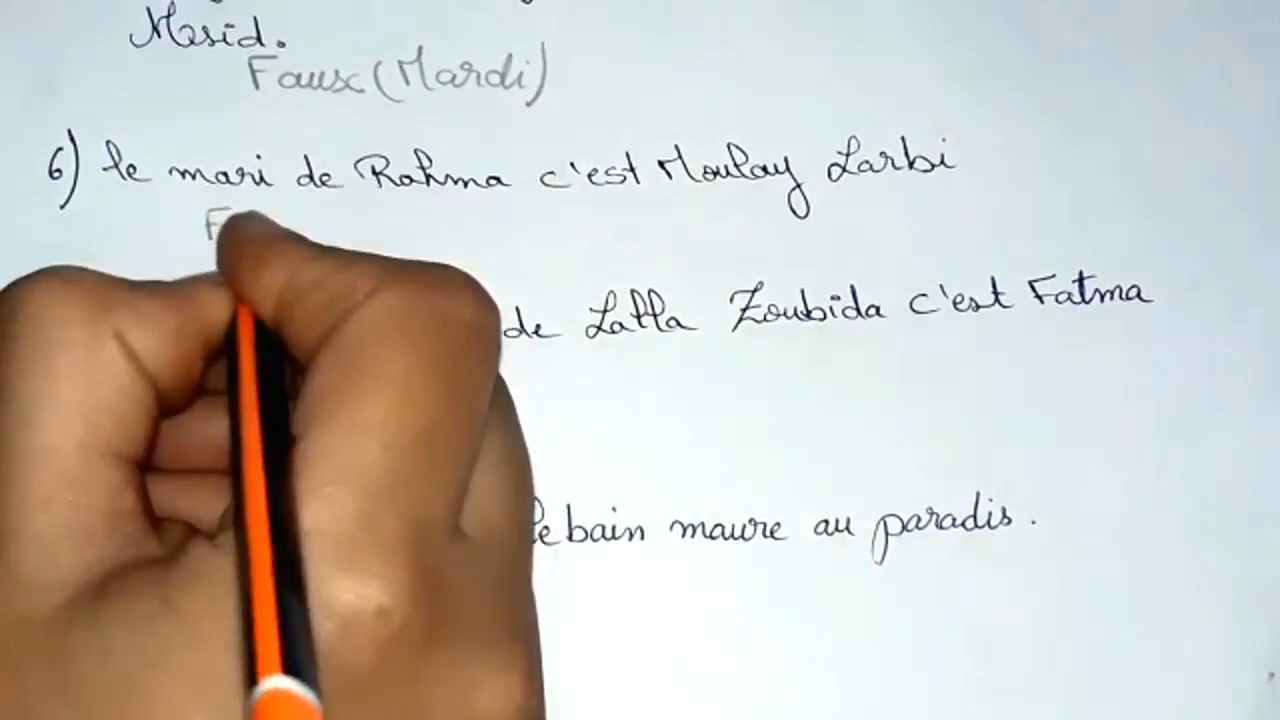 Msid.
Faux (Mardi)
6) le mari de Rahma c'est Moulay Larbi
F
de Lalla Zoubida c'est Fatma
le bain maure au paradis.